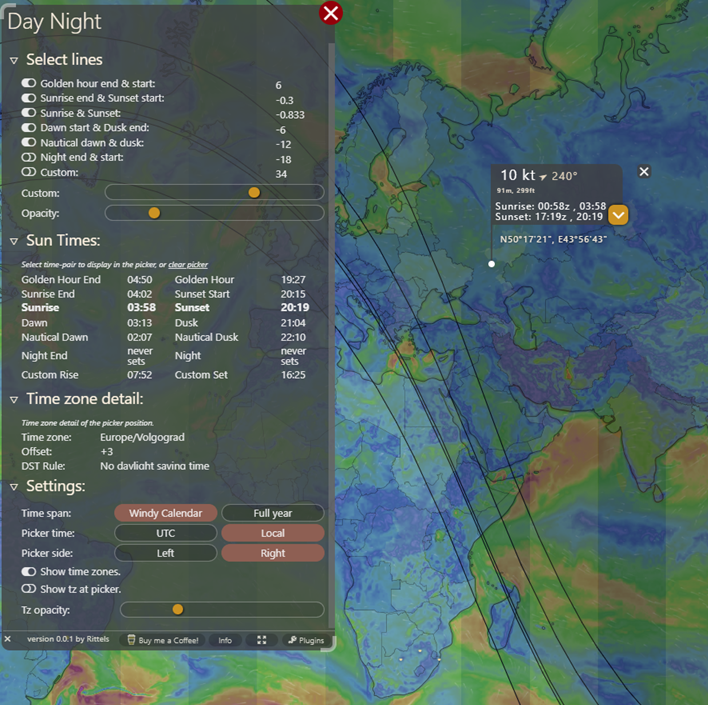 Day Night
Select lines
Golden hour end & start: 6
Sunrise end & Sunset start: -0.3
Sunrise & Sunset: -0.833
Dawn start & Dusk end: -6
Nautical dawn & dusk: -12
Night end & start: -18
Custom: 34
Custom:
Opacity:
Sun Times:
Select time-pair to display in the picker, or clear picker
Golden Hour End 04:50 Golden Hour 19:27
Sunrise End 04:02 Sunset Start 20:15
Sunrise 03:58 Sunset 20:19
Dawn 03:13 Dusk 21:04
Nautical Dawn 02:07 Nautical Dusk 22:10
Night End never sets Night never sets
Custom Rise 07:52 Custom Set 16:25
Time zone detail:
Time zone detail of the picker position.
Time zone: Europe/Volgograd
Offset: +3
DST Rule: No daylight saving time
Settings:
Time span: Windy Calendar Full year
Picker time: UTC Local
Picker side: Left Right
Show time zones.
Show tz at picker.
Tz opacity:
version 0.0:1 by Rittels Buy me a Coffee! Info Plugins
10 kt 240°
91m, 299ft
Sunrise: 00:58z , 03:58
Sunset: 17:19z , 20:19
N50°17'21", E43°56'43"